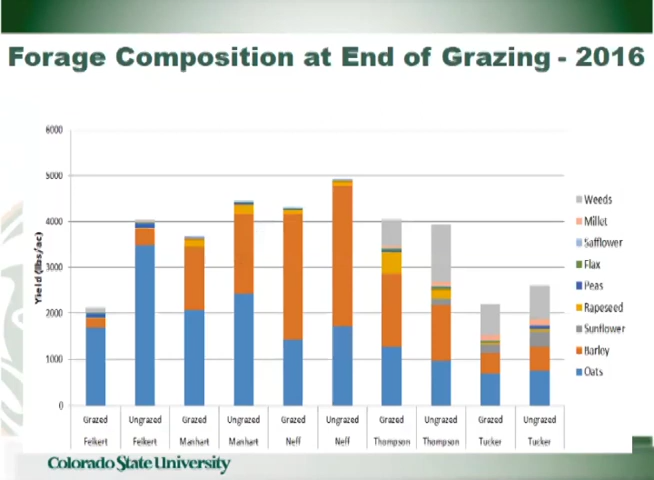 Forage Composition at End of Grazing - 2016
6000
5000
4000
3000
2000
1000
0
Yield (lbs/ac)
Weeds
Millet
Safflower
Flax
Peas
Rapeseed
Sunflower
Barley
Oats
Grazed Ungrazed Grazed Ungrazed Grazed Ungrazed Grazed Ungrazed Grazed Ungrazed
Felkert Felkert Manhart Manhart Neff Neff Thompson Thompson Tucker Tucker
Colorado State University